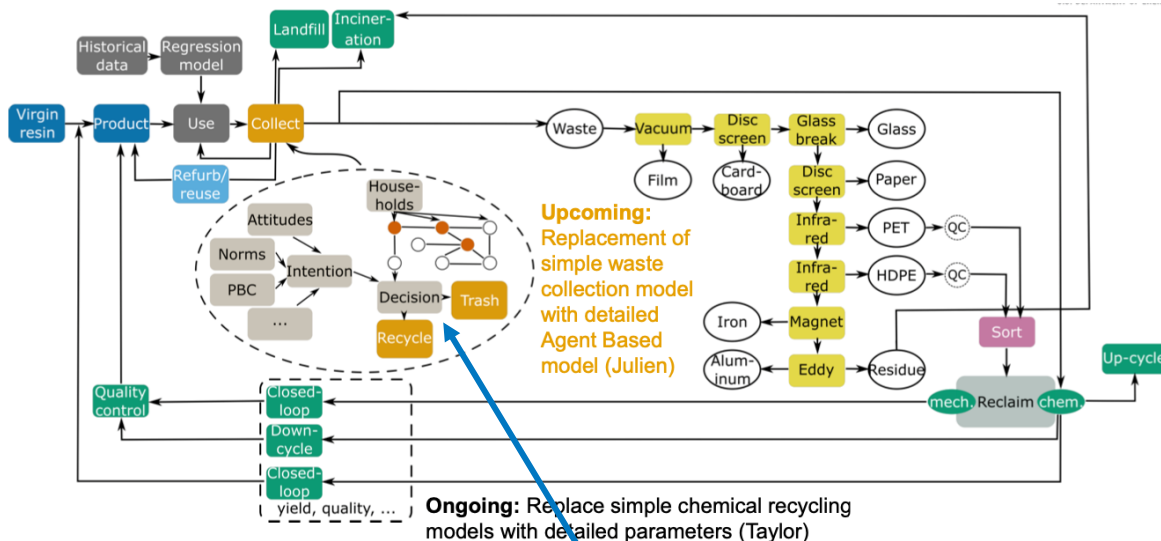 Landfill
Inciner-
ation
Historical
data
Regression
model
Virgin
resin
Product
Use
Collect
Refurb/
reuse
Waste
Vacuum
Film
Disc
screen
Card-
board
Glass
break
Glass
Disc
screen
Paper
Infra-
red
PET
QC
Infra-
red
HDPE
QC
Magnet
Iron
Eddy
Alum-
inum
Residue
Sort
mech.
Reclaim
chem.
Up-cycle
House-
holds
Attitudes
Norms
PBC
...
Intention
Decision
Trash
Recycle
Upcoming:
Replacement of
simple waste
collection model
with detailed
Agent Based
model (Julien)
Quality
control
Closed-
loop
Down-
cycle
Closed-
loop
yield, quality, ...
Ongoing: Replace simple chemical recycling
models with detailed parameters (Taylor)